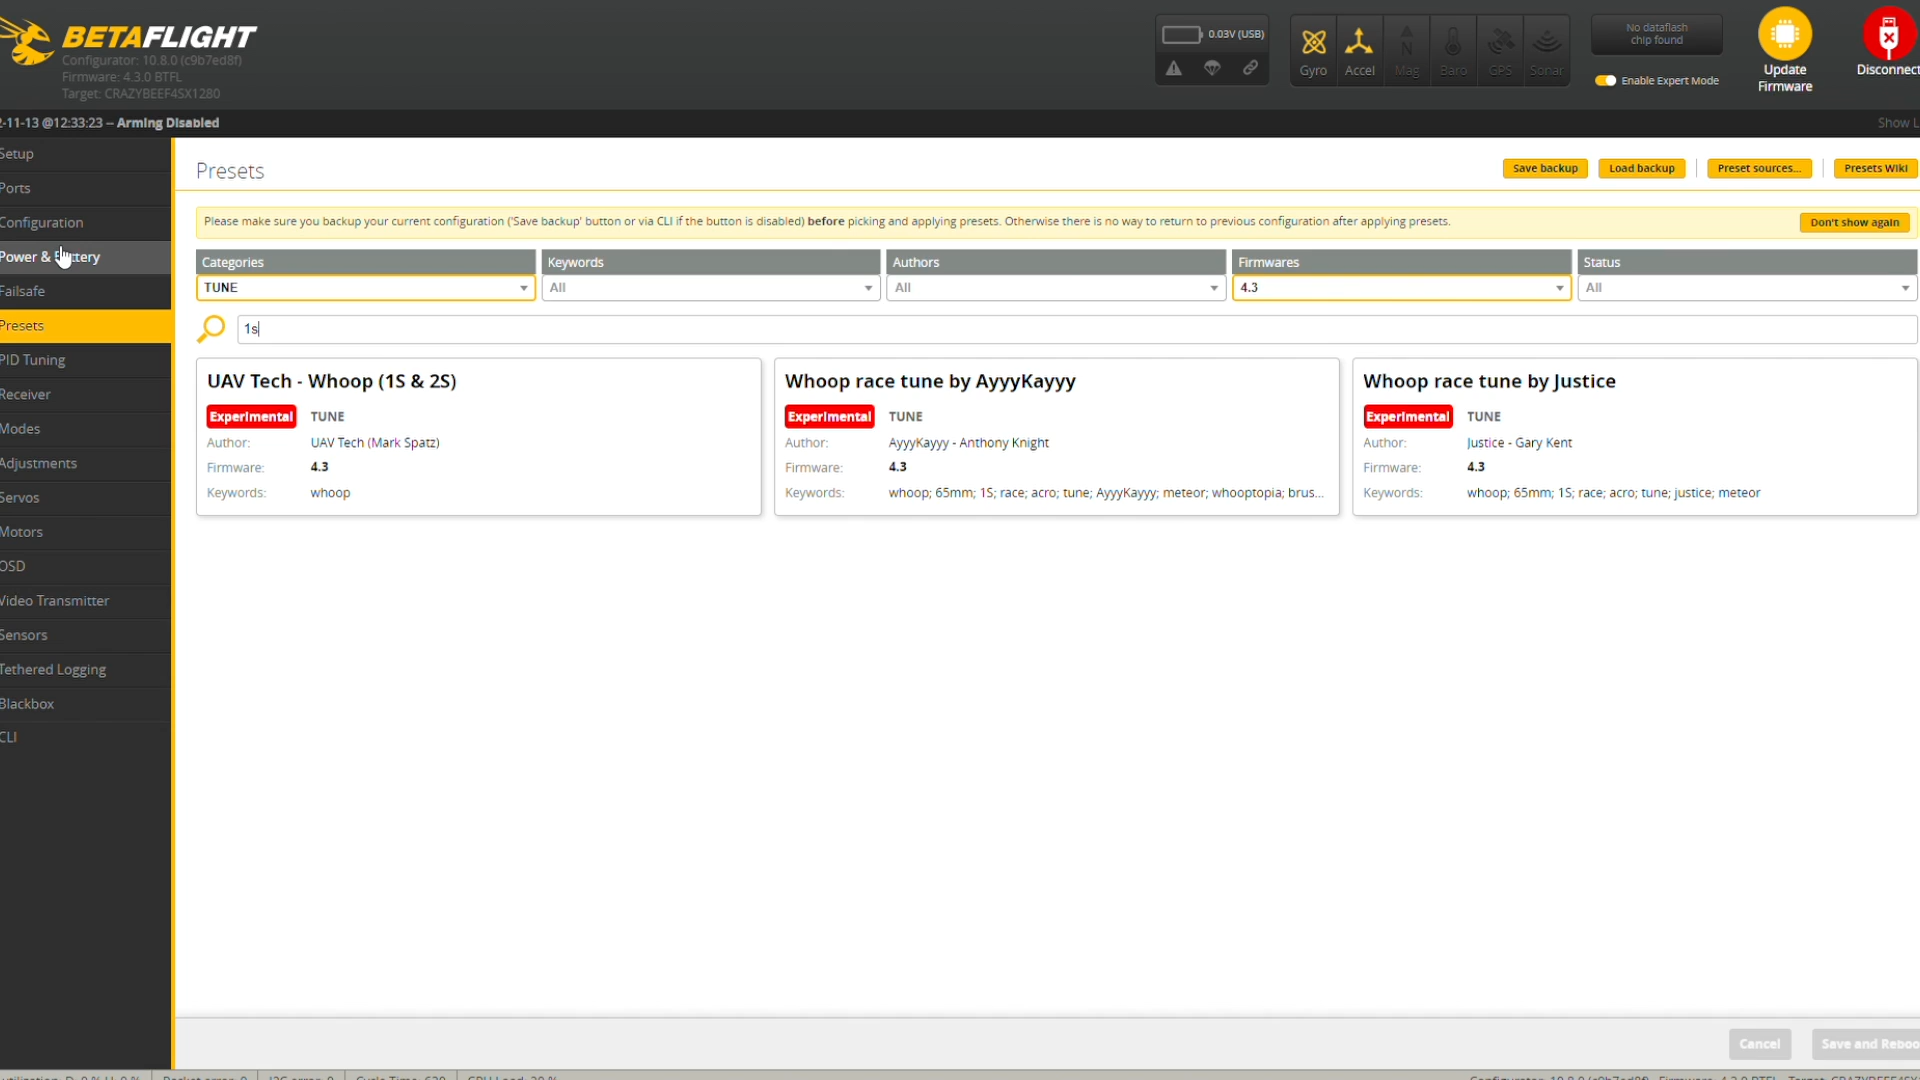 BETAFLIGHT
Configurator: 10.8.0 (c9b7ed8f)
Firmware: 4.3.0 BTFL
Target: CRAZYBEEF4SX1280
0.03V (USB)
Gyro
Accel
Mag
Baro
GPS
Sonar
No dataflash
chip found
Enable Expert Mode
Update
Firmware
Disconnect
2-11-13 @12:33:23 -- Arming Disabled
Show L
Setup
Ports
Configuration
Power & Battery
Failsafe
Presets
PID Tuning
Receiver
Modes
Adjustments
Servos
Motors
OSD
Video Transmitter
Sensors
Tethered Logging
Blackbox
CLI
Presets
Save backup
Load backup
Preset sources...
Presets Wiki
Please make sure you backup your current configuration ('Save backup' button or via CLI if the button is disabled) before picking and applying presets. Otherwise there is no way to return to previous configuration after applying presets.
Don't show again
Categories
Keywords
Authors
Firmwares
Status
TUNE
All
All
4.3
All
1s
UAV Tech - Whoop (1S & 2S)
Experimental TUNE
Author: UAV Tech (Mark Spatz)
Firmware: 4.3
Keywords: whoop
Whoop race tune by AyyyKayyy
Experimental TUNE
Author: AyyyKayyy - Anthony Knight
Firmware: 4.3
Keywords: whoop; 65mm; 1S; race; acro; tune; AyyyKayyy; meteor; whooptopia; brus...
Whoop race tune by Justice
Experimental TUNE
Author: Justice - Gary Kent
Firmware: 4.3
Keywords: whoop; 65mm; 1S; race; acro; tune; justice; meteor
Cancel
Save and Reboo